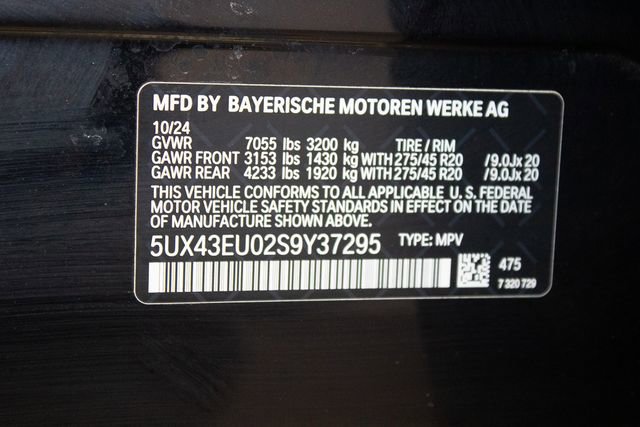 MFD BY BAYERISCHE MOTOREN WERKE AG
10/24
GVWR 7055 lbs 3200 kg TIRE / RIM
GAWR FRONT 3153 lbs 1430 kg WITH 275/45 R20 /9.0Jx 20
GAWR REAR 4233 lbs 1920 kg WITH 275/45 R20 /9.0Jx 20
THIS VEHICLE CONFORMS TO ALL APPLICABLE U. S. FEDERAL
MOTOR VEHICLE SAFETY STANDARDS IN EFFECT ON THE DATE
OF MANUFACTURE SHOWN ABOVE.
5UX43EU02S9Y37295 TYPE: MPV
475
7 320 729